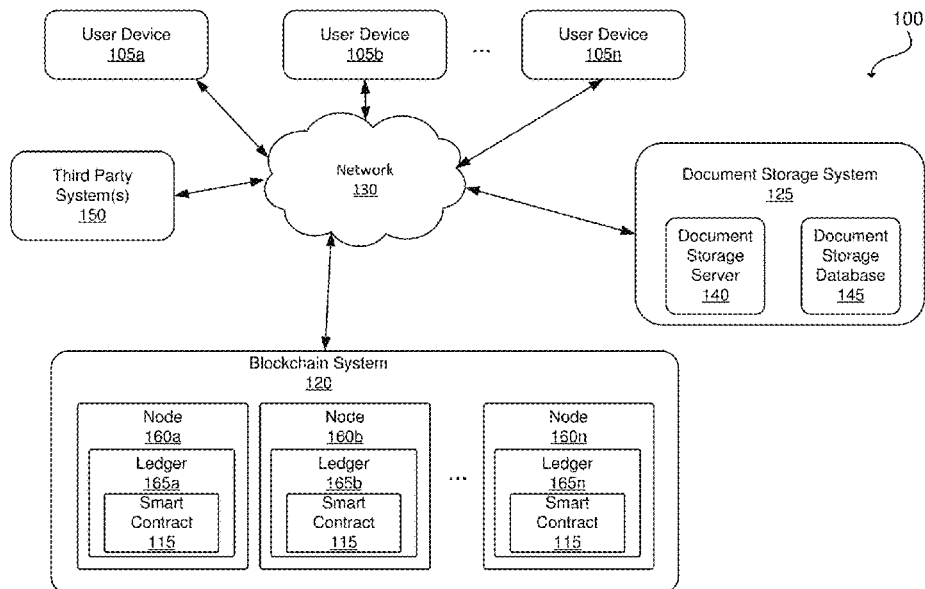 100
User Device
105a
User Device
105b
...
User Device
105n
Third Party
System(s)
150
Network
130
Document Storage System
125
Document
Storage
Server
140
Document
Storage
Database
145
Blockchain System
120
Node
160a
Ledger
165a
Smart
Contract
115
Node
160b
Ledger
165b
Smart
Contract
115
...
Node
160n
Ledger
165n
Smart
Contract
115